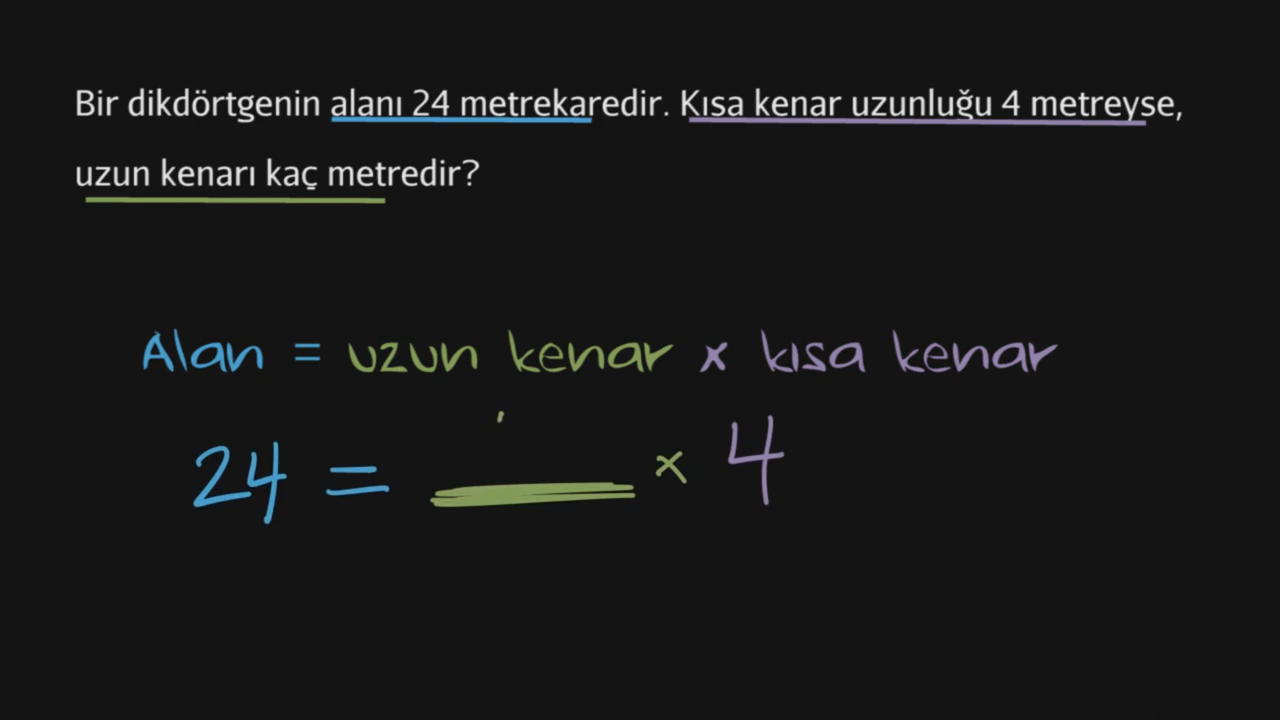 Bir dikdörtgenin alanı 24 metrekaredir. Kısa kenar uzunluğu 4 metreyse,
uzun kenarı kaç metredir?
Alan = uzun kenar x kısa kenar
24 = ____ x 4